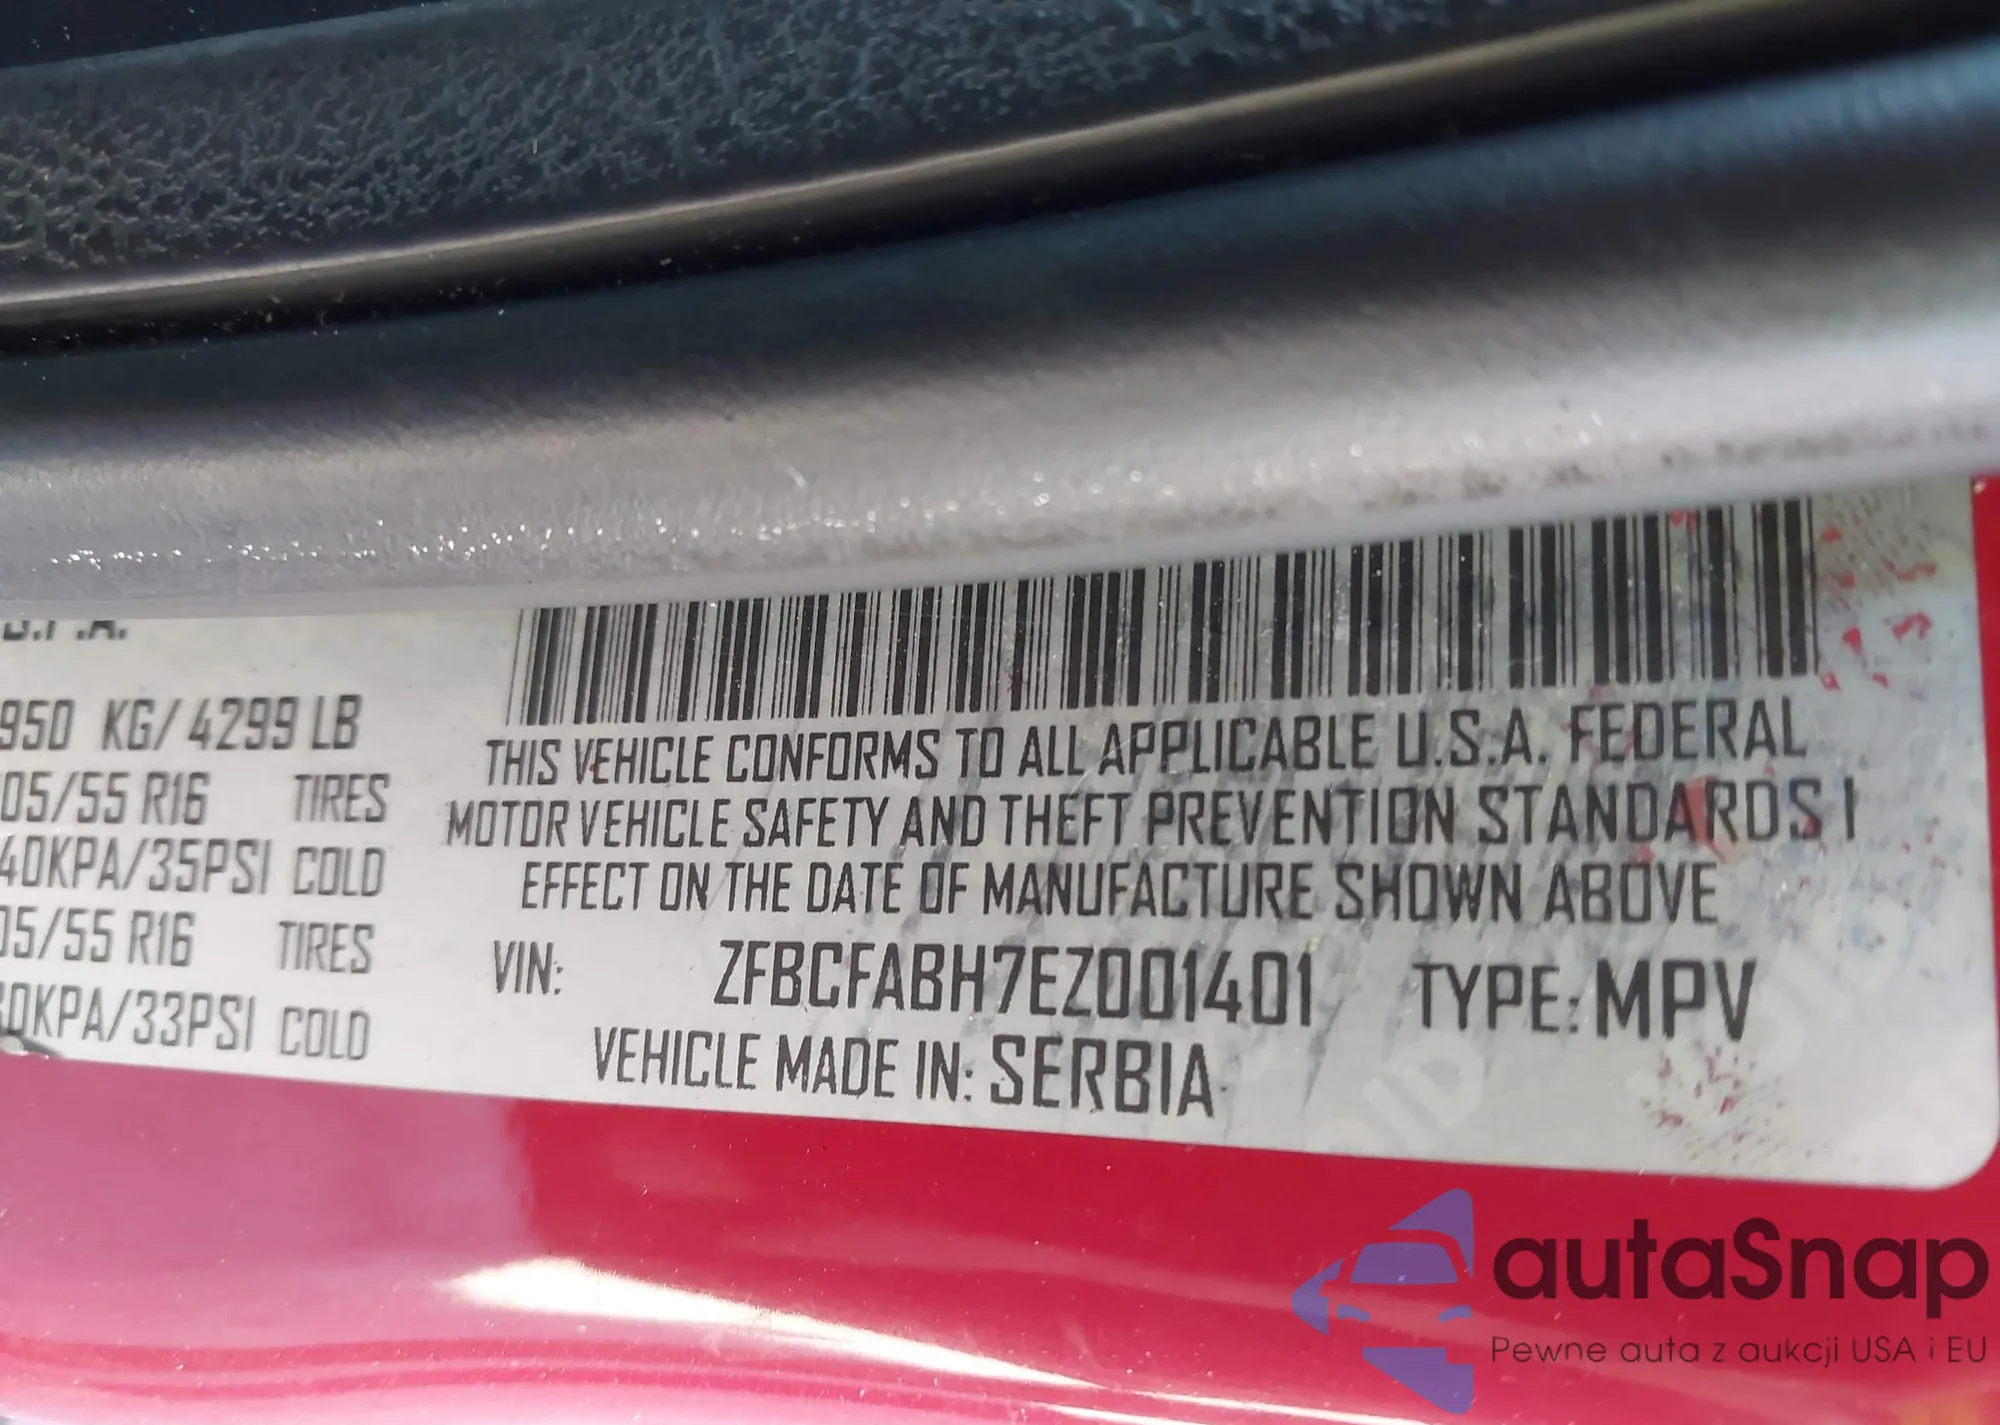 S.P.A.
950 KG/4299 LB
05/55 R16 TIRES
40KPA/35PSI COLD
05/55 R16 TIRES
30KPA/33PSI COLD
THIS VEHICLE CONFORMS TO ALL APPLICABLE U.S.A. FEDERAL
MOTOR VEHICLE SAFETY AND THEFT PREVENTION STANDARDS I
EFFECT ON THE DATE OF MANUFACTURE SHOWN ABOVE
VIN: ZFBCFABH7EZ001401 TYPE: MPV
VEHICLE MADE IN: SERBIA
autaSnap
Pewne auta z aukcji USA i EU